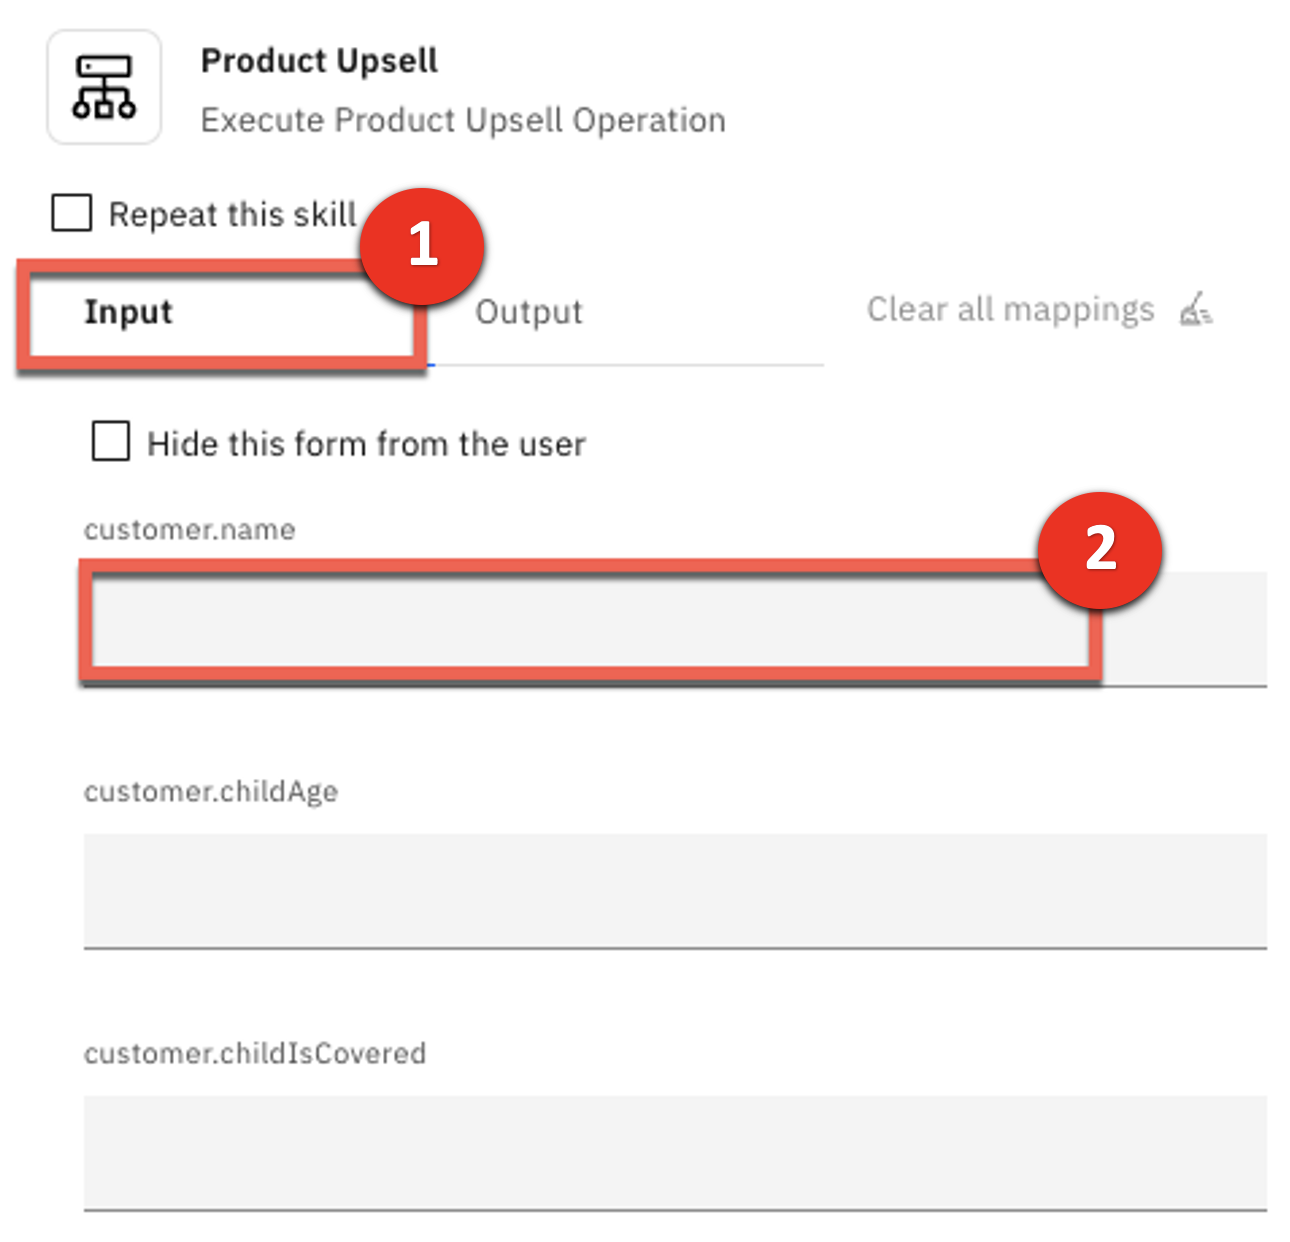 Product Upsell
Execute Product Upsell Operation
Repeat this skill
1
Input
Output
Clear all mappings
Hide this form from the user
customer.name
2
customer.childAge
customer.childIsCovered